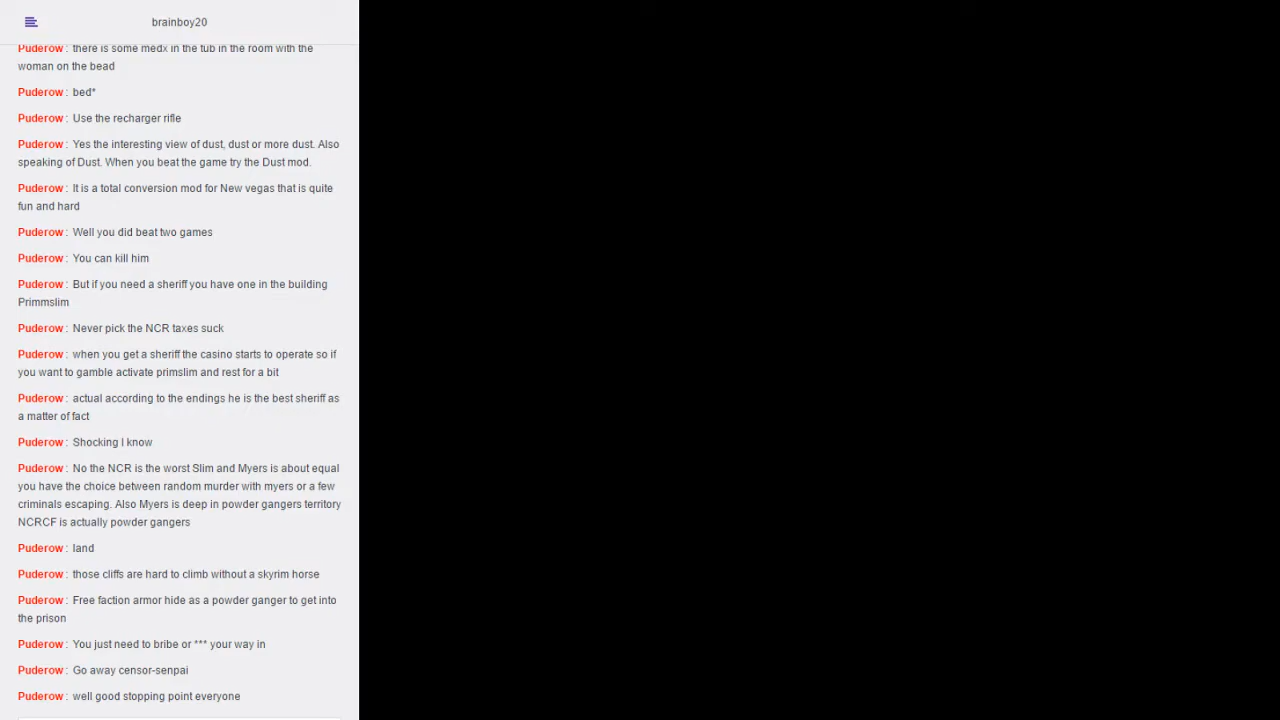 brainboy20
Puderow: there is some medx in the tub in the room with the
woman on the bead
Puderow: bed*
Puderow: Use the recharger rifle
Puderow: Yes the interesting view of dust, dust or more dust. Also
speaking of Dust. When you beat the game try the Dust mod.
Puderow: It is a total conversion mod for New vegas that is quite
fun and hard
Puderow: Well you did beat two games
Puderow: You can kill him
Puderow: But if you need a sheriff you have one in the building
Primmslim
Puderow: Never pick the NCR taxes suck
Puderow: when you get a sheriff the casino starts to operate so if
you want to gamble activate primslim and rest for a bit
Puderow: actual according to the endings he is the best sheriff as
a matter of fact
Puderow: Shocking I know
Puderow: No the NCR is the worst Slim and Myers is about equal
you have the choice between random murder with myers or a few
criminals escaping. Also Myers is deep in powder gangers territory
NCRCF is actually powder gangers
Puderow: land
Puderow: those cliffs are hard to climb without a skyrim horse
Puderow: Free faction armor hide as a powder ganger to get into
the prison
Puderow: You just need to bribe or *** your way in
Puderow: Go away censor-senpai
Puderow: well good stopping point everyone